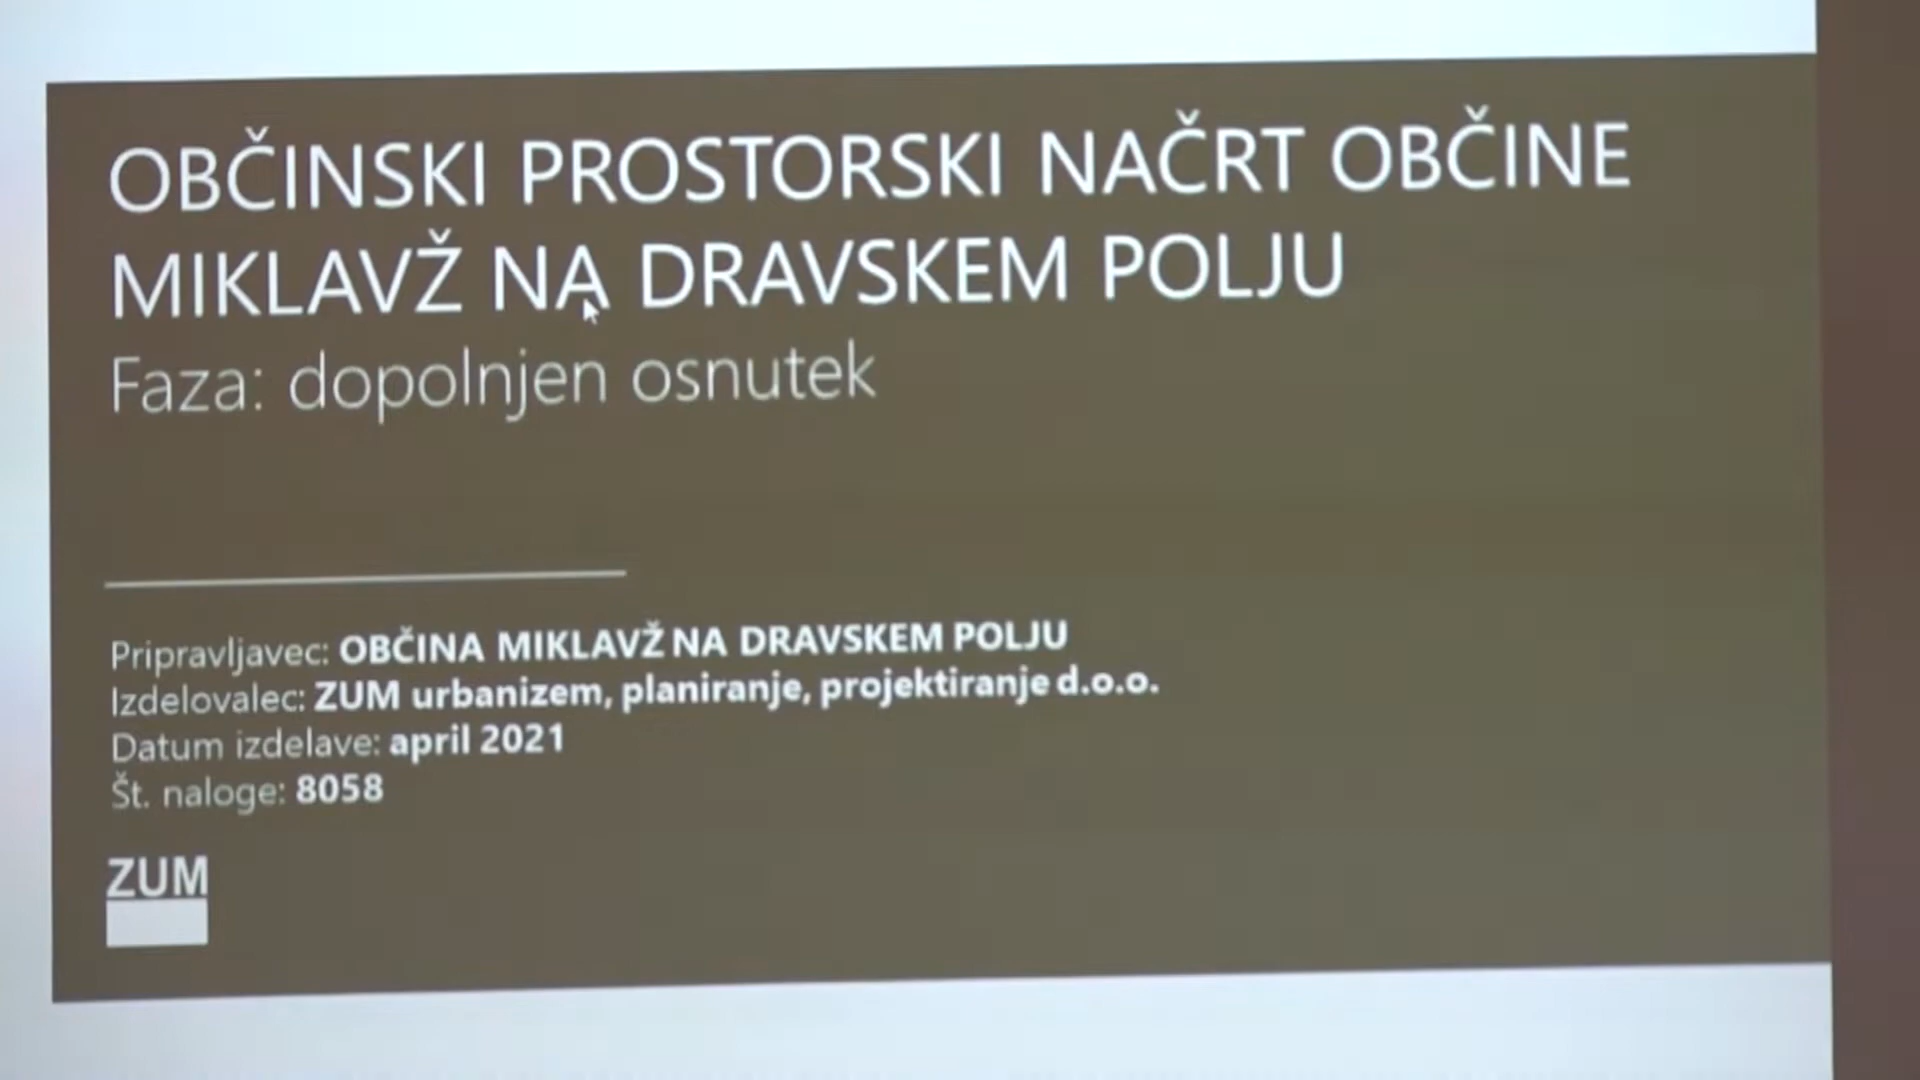 OBČINSKI PROSTORSKI NAČRT OBČINE
MIKLAVŽ NA DRAVSKEM POLJU
Faza: dopolnjen osnutek
Pripravljavec: OBČINA MIKLAVŽ NA DRAVSKEM POLJU
Izdelovalec: ZUM urbanizem, planiranje, projektiranje d.o.o.
Datum izdelave: april 2021
Št. naloge: 8058
ZUM